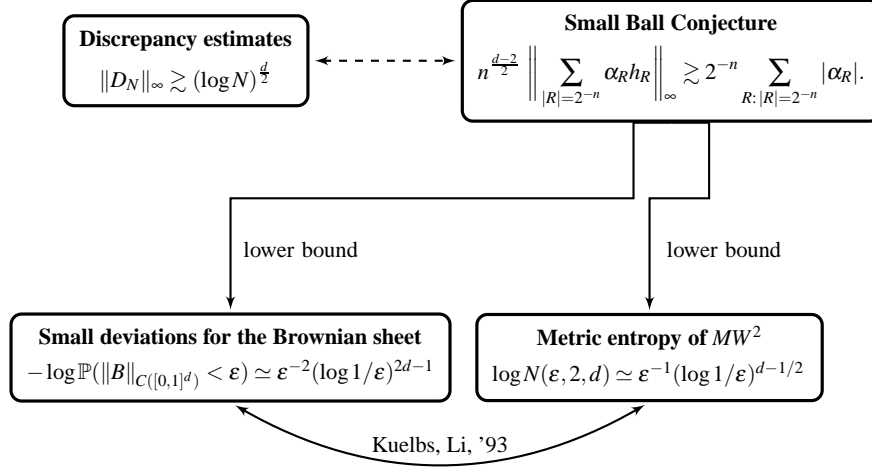 Discrepancy estimates
‖D_N‖_∞ ≳ (log N)^{d/2}
Small Ball Conjecture
n^{(d−2)/2} ‖ ∑_{|R|=2^{−n}} α_R h_R ‖_∞ ≳ 2^{−n} ∑_{R: |R|=2^{−n}} |α_R|.
lower bound
lower bound
Small deviations for the Brownian sheet
−log ℙ(‖B‖_{C([0,1]^d)} < ε) ≃ ε^{−2}(log 1/ε)^{2d−1}
Metric entropy of MW^2
log N(ε, 2, d) ≃ ε^{−1}(log 1/ε)^{d−1/2}
Kuelbs, Li, ’93